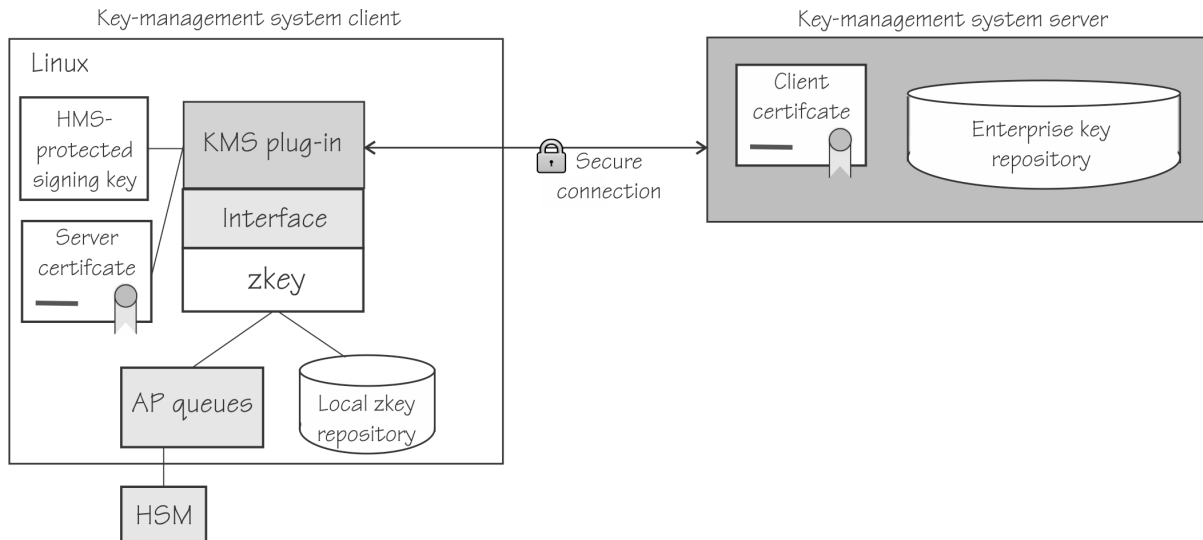 Key-management system client
Key-management system server
Linux
HMS-
protected
signing key
KMS plug-in
Secure
connection
Client
certifcate
Enterprise key
repository
Interface
Server
certifcate
zkey
AP queues
Local zkey
repository
HSM